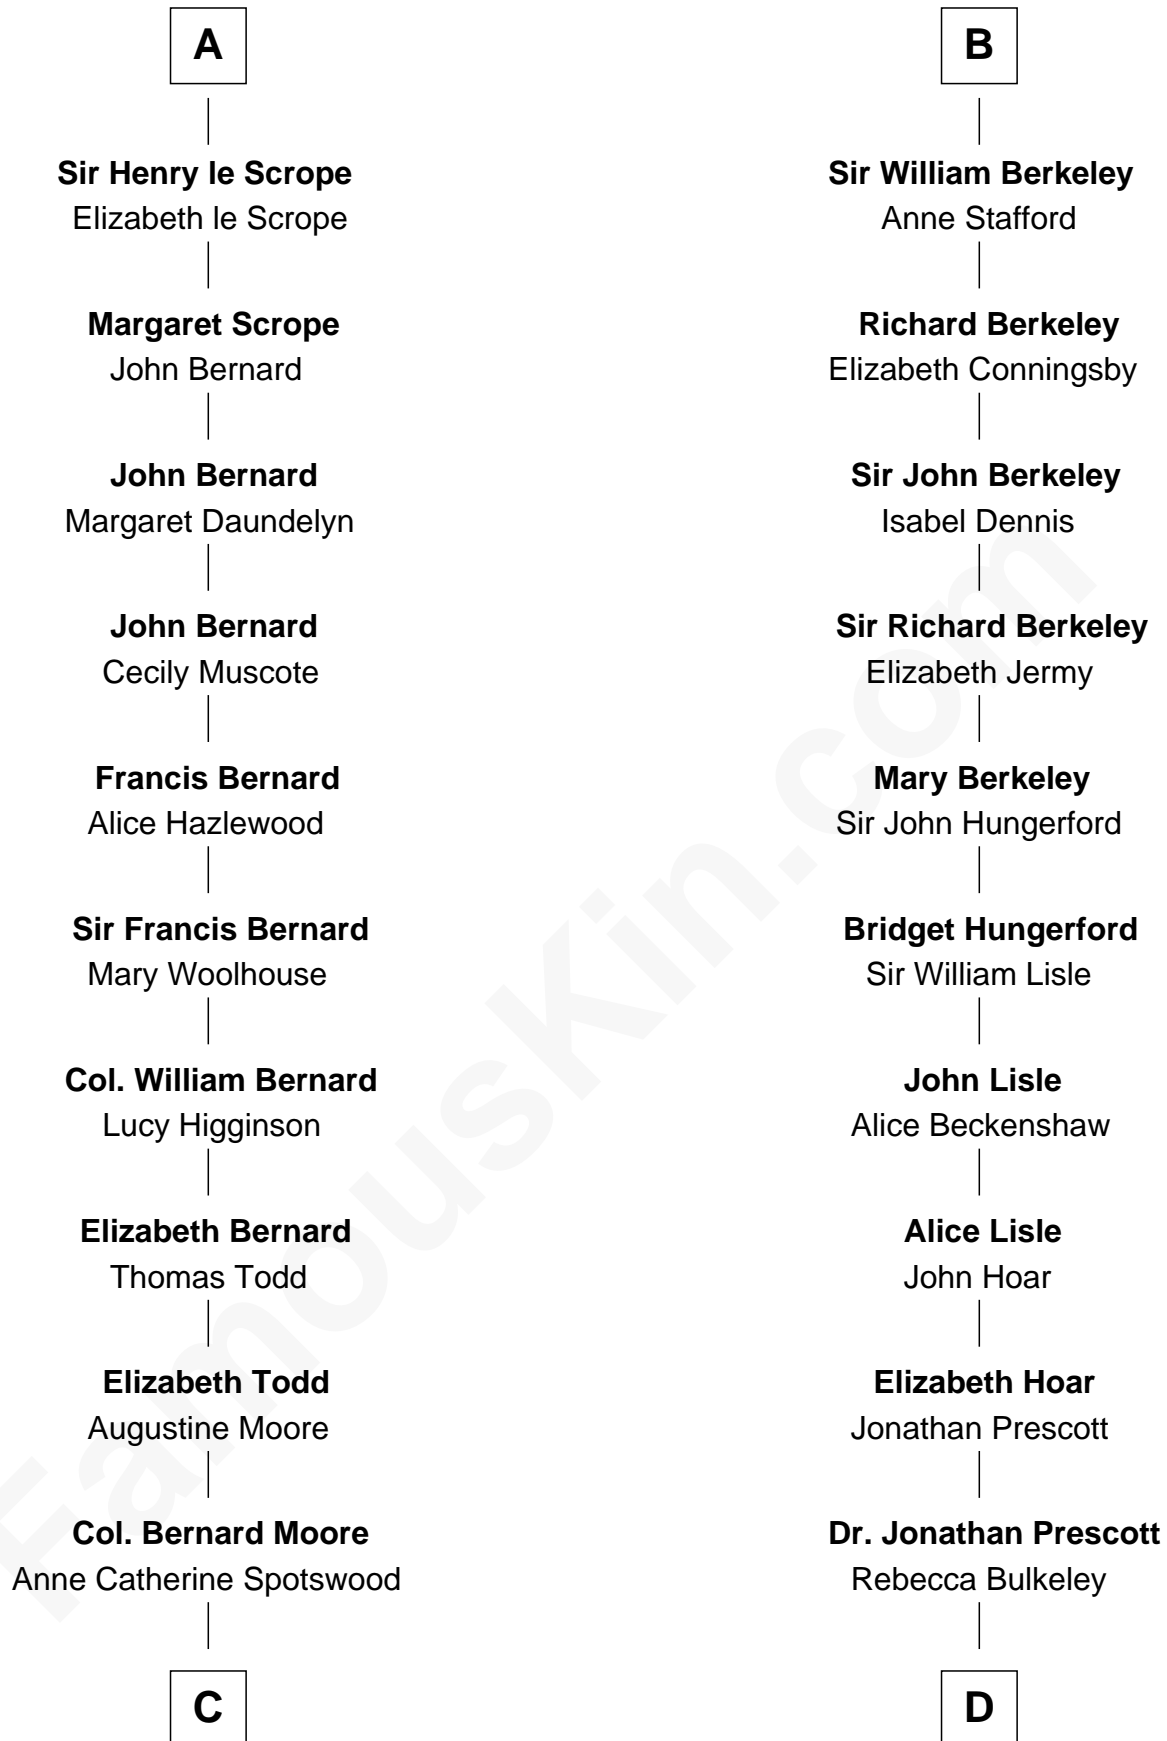 A
Sir Henry le Scrope
Elizabeth le Scrope
Margaret Scrope
John Bernard
John Bernard
Margaret Daundelyn
John Bernard
Cecily Muscote
Francis Bernard
Alice Hazlewood
Sir Francis Bernard
Mary Woolhouse
Col. William Bernard
Lucy Higginson
Elizabeth Bernard
Thomas Todd
Elizabeth Todd
Augustine Moore
Col. Bernard Moore
Anne Catherine Spotswood
C
B
Sir William Berkeley
Anne Stafford
Richard Berkeley
Elizabeth Conningsby
Sir John Berkeley
Isabel Dennis
Sir Richard Berkeley
Elizabeth Jermy
Mary Berkeley
Sir John Hungerford
Bridget Hungerford
Sir William Lisle
John Lisle
Alice Beckenshaw
Alice Lisle
John Hoar
Elizabeth Hoar
Jonathan Prescott
Dr. Jonathan Prescott
Rebecca Bulkeley
D
FamousKin.com